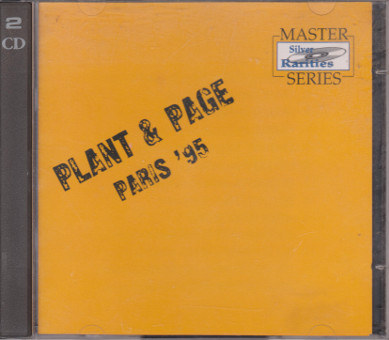 2
CD
MASTER
Silver
Rarities
SERIES
PLANT & PAGE
PARIS '95